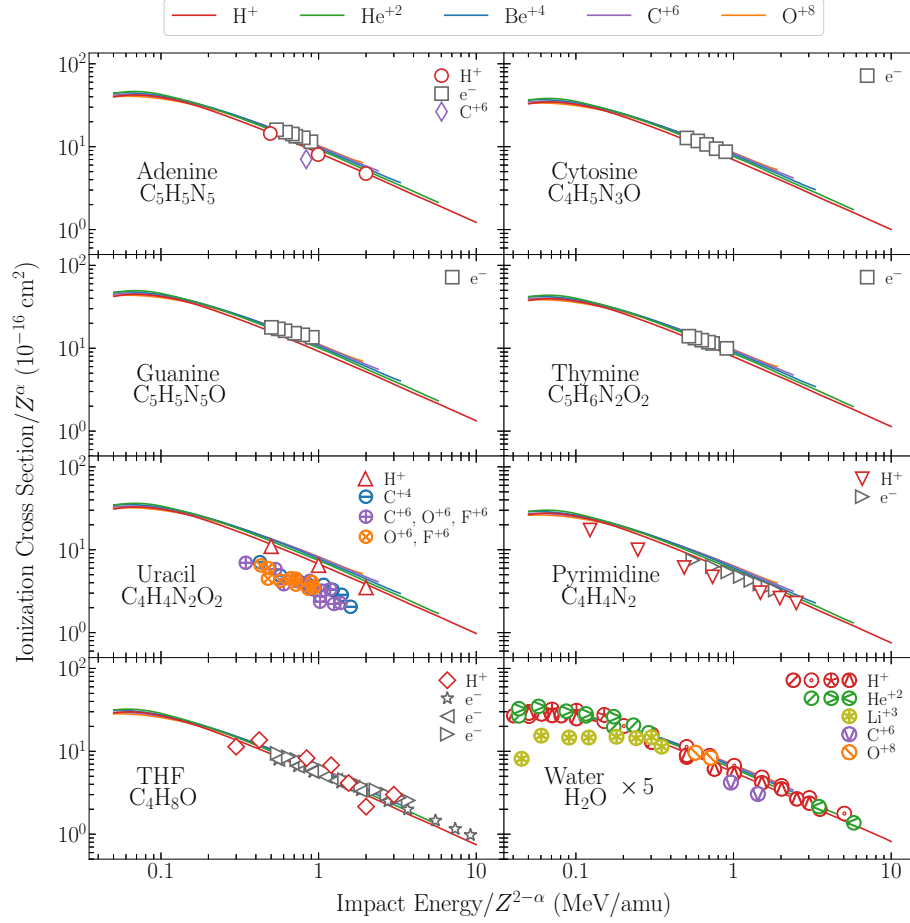 H⁺ He⁺² Be⁺⁴ C⁺⁶ O⁺⁸
Ionization Cross Section/Z^α (10⁻¹⁶ cm²)
10² 10¹ 10⁰
Adenine
C₅H₅N₅
H⁺
e⁻
C⁺⁶
Cytosine
C₄H₅N₃O
e⁻
10² 10¹ 10⁰
Guanine
C₅H₅N₅O
e⁻
Thymine
C₅H₆N₂O₂
e⁻
10² 10¹ 10⁰
Uracil
C₄H₄N₂O₂
H⁺
C⁺⁴
C⁺⁶, O⁺⁶, F⁺⁶
O⁺⁶, F⁺⁶
Pyrimidine
C₄H₄N₂
H⁺
e⁻
10² 10¹ 10⁰
THF
C₄H₈O
H⁺
e⁻
e⁻
e⁻
Water
H₂O × 5
H⁺
He⁺²
Li⁺³
C⁺⁶
O⁺⁸
0.1 1 10 0.1 1 10
Impact Energy/Z^{2−α} (MeV/amu)